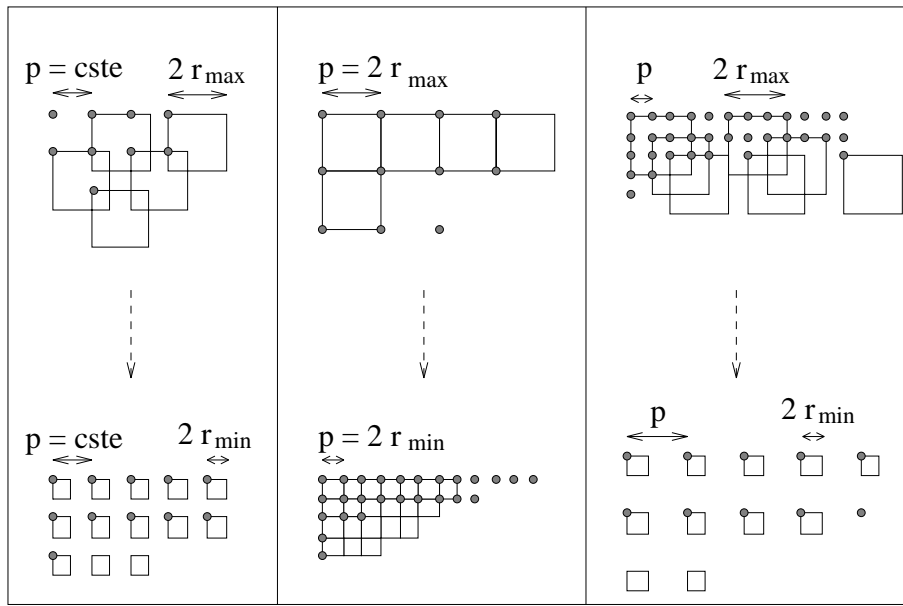 p = cste
2 r max
p = 2 r max
p
2 r max
p = cste
2 r min
p = 2 r min
p
2 r min